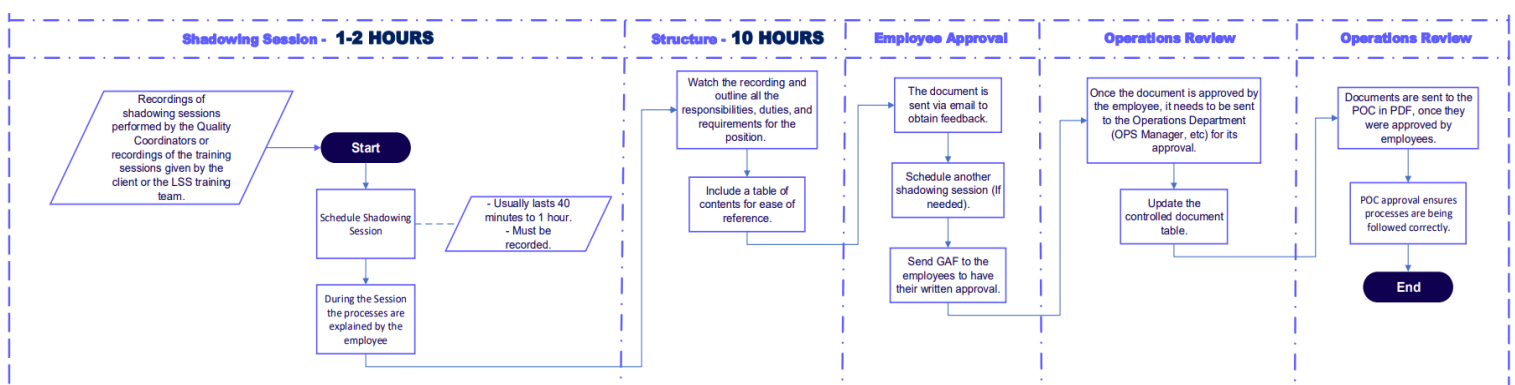 Shadowing Session - 1-2 HOURS
Structure - 10 HOURS
Employee Approval
Operations Review
Operations Review
Recordings of
shadowing sessions
performed by the Quality
Coordinators or
recordings of the training
sessions given by the
client or the LSS training
team.
Start
Schedule Shadowing
Session
- Usually lasts 40
minutes to 1 hour.
- Must be
recorded.
During the Session
the processes are
explained by the
employee
Watch the recording and
outline all the
responsibilities, duties, and
requirements for the
position.
Include a table of
contents for ease of
reference.
The document is
sent via email to
obtain feedback.
Schedule another
shadowing session (If
needed).
Send GAF to the
employees to have
their written approval.
Once the document is approved by
the employee, it needs to be sent
to the Operations Department
(OPS Manager, etc) for its
approval.
Update the
controlled document
table.
Documents are sent to the
POC in PDF, once they
were approved by
employees.
POC approval ensures
processes are being
followed correctly.
End